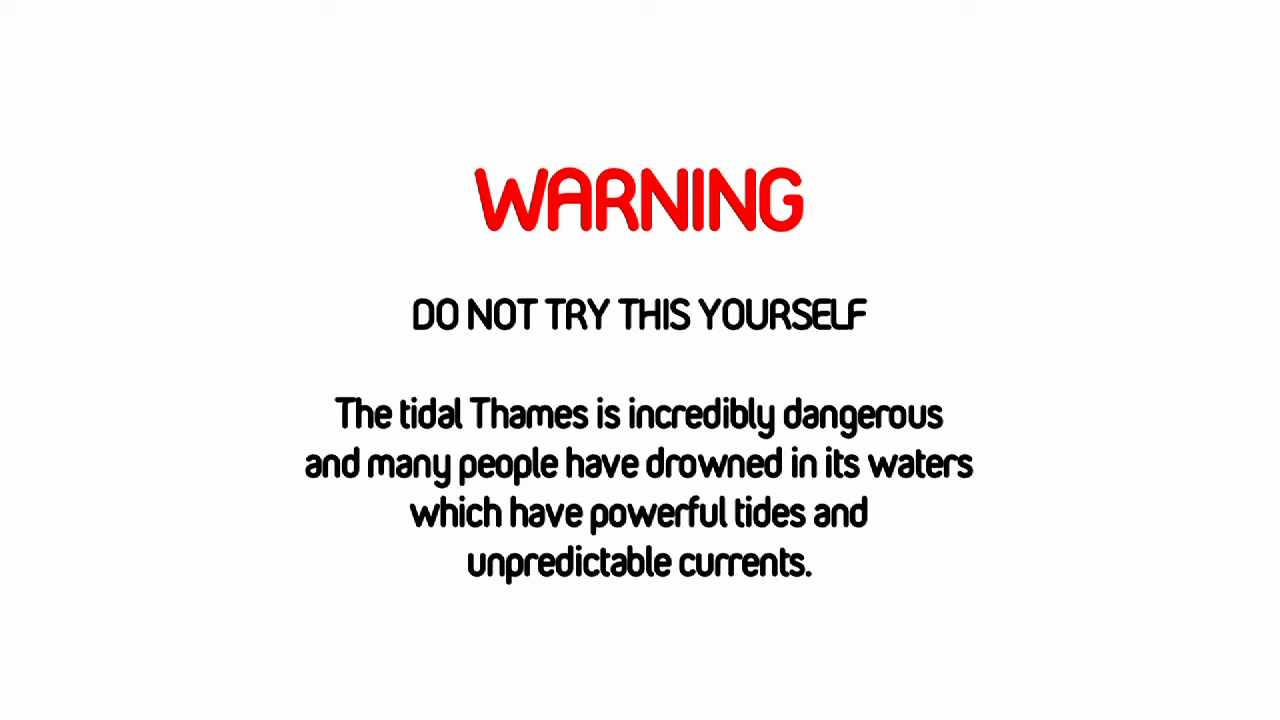 WARNING
DO NOT TRY THIS YOURSELF
The tidal Thames is incredibly dangerous
and many people have drowned in its waters
which have powerful tides and
unpredictable currents.